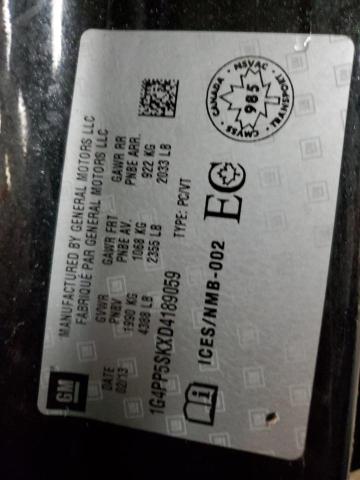 GM
MANUFACTURED BY GENERAL MOTORS LLC
FABRIQUÉ PAR GENERAL MOTORS LLC
DATE GVWR GAWR FRT GAWR RR
02/13 PNBV PNBE AV. PNBE ARR.
1990 KG 1068 KG 922 KG
4388 LB 2355 LB 2033 LB
1G4PP5SKXD4189059 TYPE: PC/VT
ICES/NMB-002 EC
CANADA · NSVAC · TRANSPORT · CMVSS ·
985